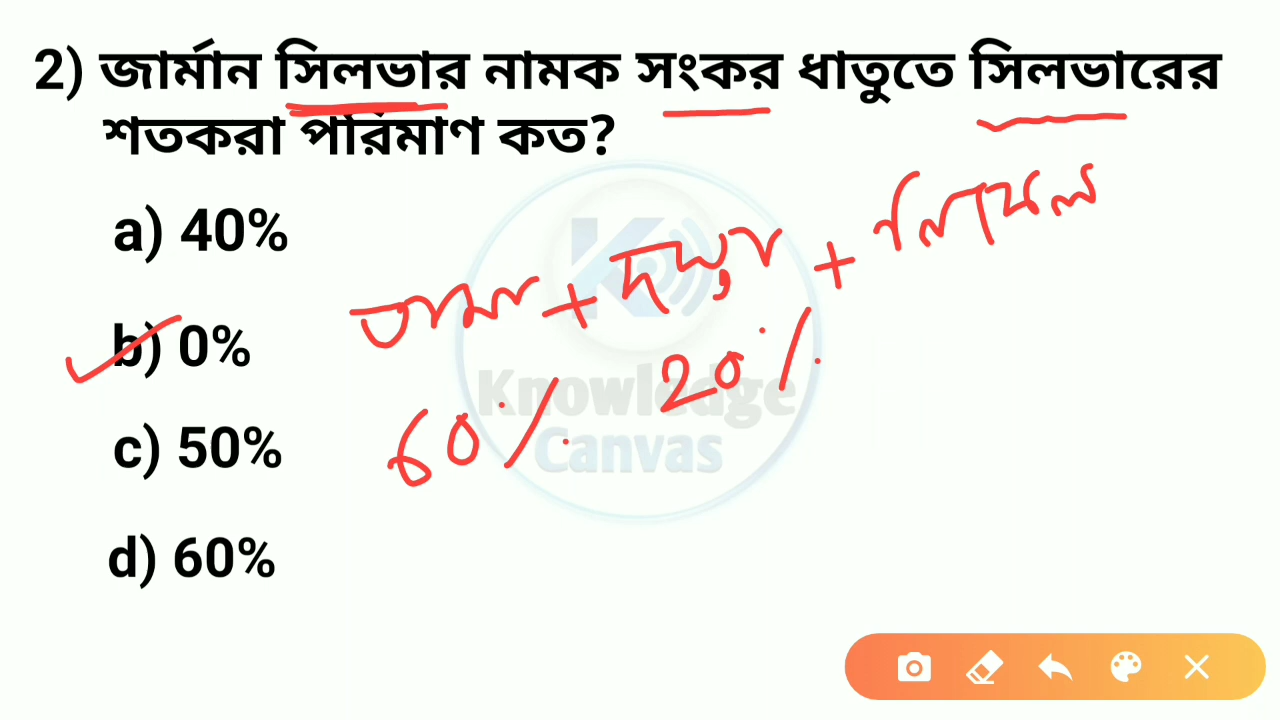 2) জার্মান সিলভার নামক সংকর ধাতুতে সিলভারের
শতকরা পরিমাণ কত?
a) 40%
b) 0%
c) 50%
d) 60%
তামা + দস্তা + নিকেল
60% 20%
Knowledge
Canvas